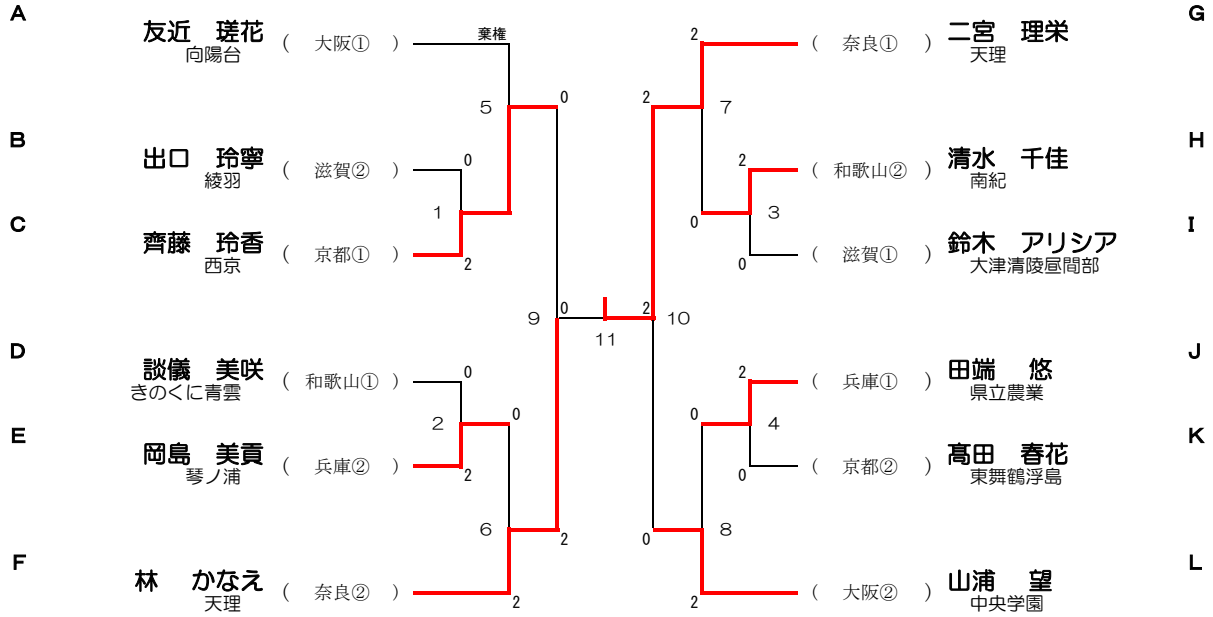 A
友近　瑳花
向陽台
( 大阪① )
棄権
2
( 奈良① )
二宮　理栄
天理
G
5
0
2
7
B
出口　玲寧
綾羽
( 滋賀② )
0
2
( 和歌山② )
清水　千佳
南紀
H
1
0
3
C
齊藤　玲香
西京
( 京都① )
2
0
( 滋賀① )
鈴木　アリシア
大津清陵昼間部
I
9
0
11
2
10
D
談儀　美咲
きのくに青雲
( 和歌山① )
0
2
( 兵庫① )
田端　悠
県立農業
J
2
0
0
4
E
岡島　美貢
琴ノ浦
( 兵庫② )
2
0
( 京都② )
髙田　春花
東舞鶴浮島
K
6
2
0
8
F
林　かなえ
天理
( 奈良② )
2
2
( 大阪② )
山浦　望
中央学園
L